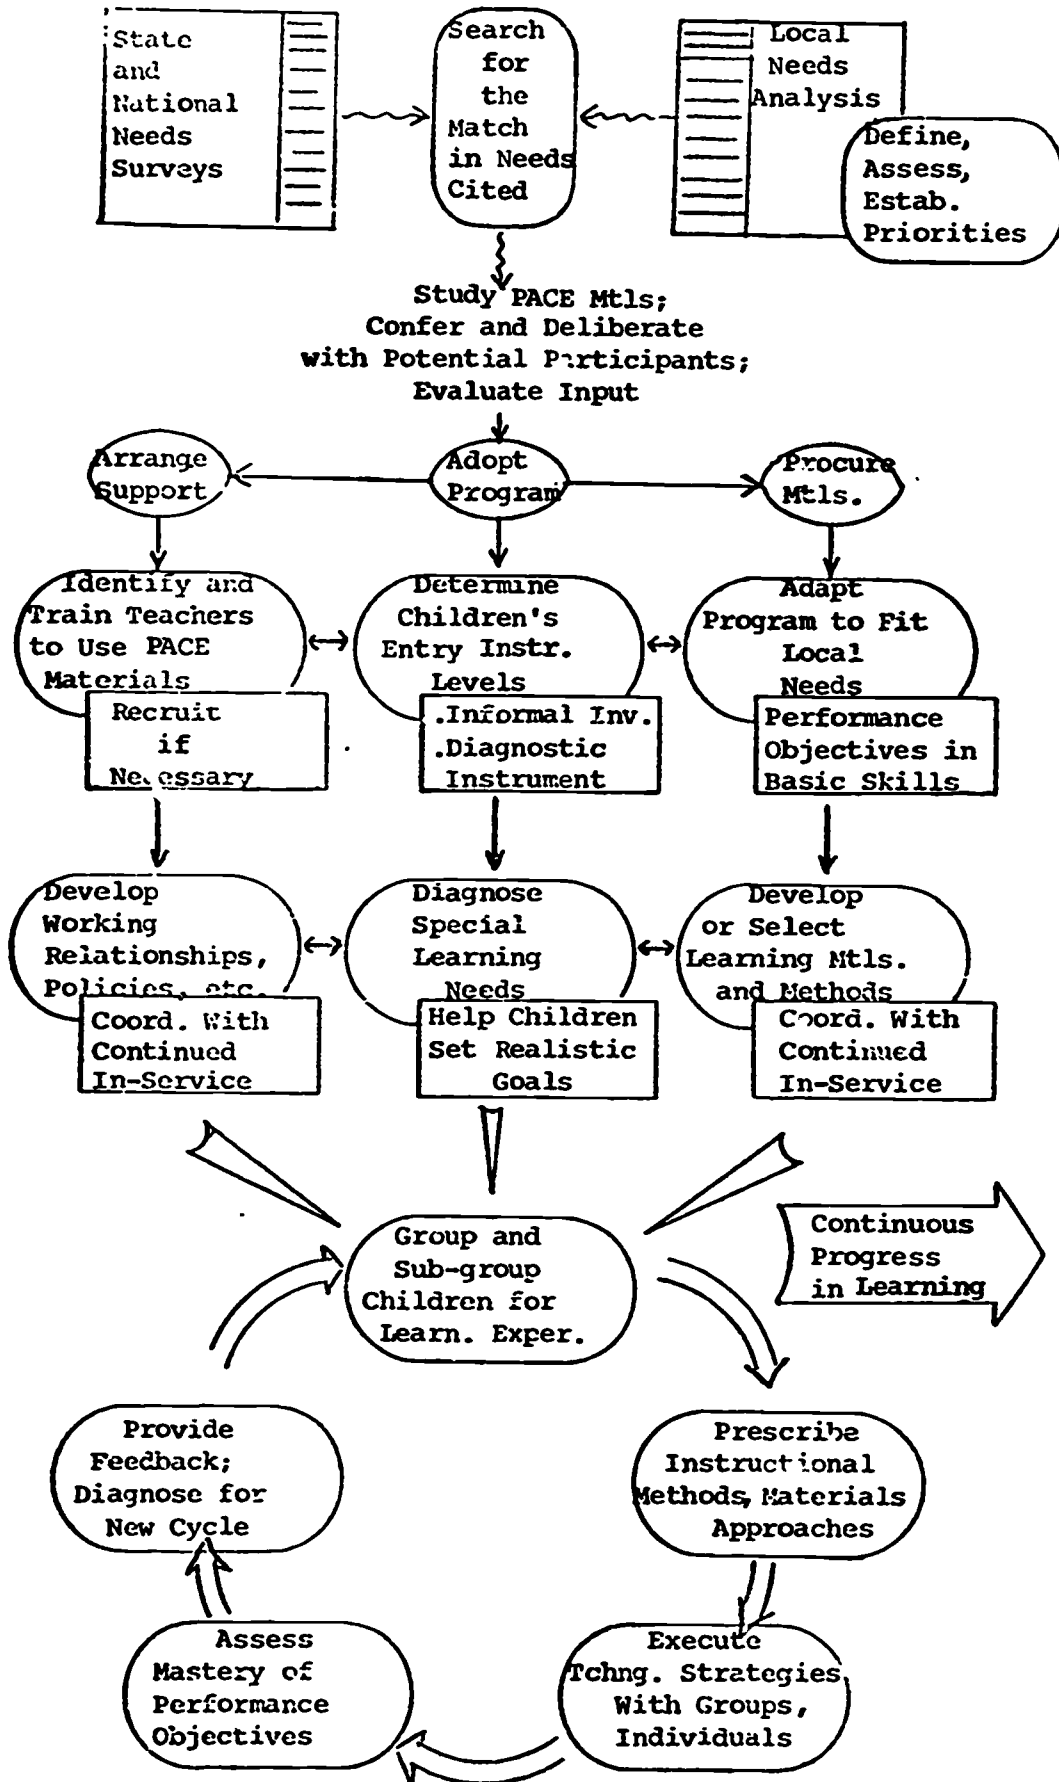 State
and
National
Needs
Surveys
Search
for
the
Match
in Needs
Cited
Local
Needs
Analysis
Define,
Assess,
Estab.
Priorities
Study PACE Mtls;
Confer and Deliberate
with Potential Participants;
Evaluate Input
Arrange
Support
Adopt
Program
Procure
Mtls.
Identify and
Train Teachers
to Use PACE
Materials
Recruit
if
Necessary
Determine
Children's
Entry Instr.
Levels
.Informal Inv.
.Diagnostic
Instrument
Adapt
Program to Fit
Local
Needs
Performance
Objectives in
Basic Skills
Develop
Working
Relationships,
Policies, etc.
Coord. With
Continued
In-Service
Diagnose
Special
Learning
Needs
Help Children
Set Realistic
Goals
Develop
or Select
Learning Mtls.
and Methods
Coord. With
Continued
In-Service
Group and
Sub-group
Children for
Learn. Exper.
Continuous
Progress
in Learning
Prescribe
Instructional
Methods, Materials
Approaches
Execute
Tchng. Strategies
With Groups,
Individuals
Assess
Mastery of
Performance
Objectives
Provide
Feedback;
Diagnose for
New Cycle